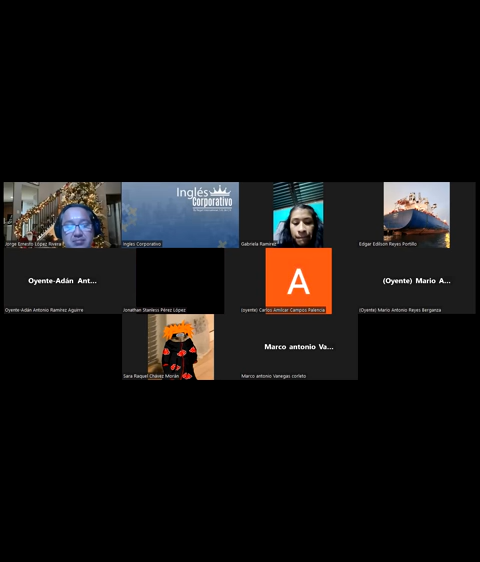 Inglés
Corporativo
Jorge Ernesto López Rivera
Ingles Corporativo
Gabriela Ramirez
Edgar Edilson Reyes Portillo
Oyente-Adán Ant...
(Oyente) Mario A...
A
Oyente-Adán Antonio Ramírez Aguirre
Jonathan Stanless Pérez López
(oyente) Carlos Amilcar Campos Palencia
(Oyente) Mario Antonio Reyes Berganza
Marco antonio Va...
Sara Raquel Chávez Morán
Marco antonio Vanegas corleto